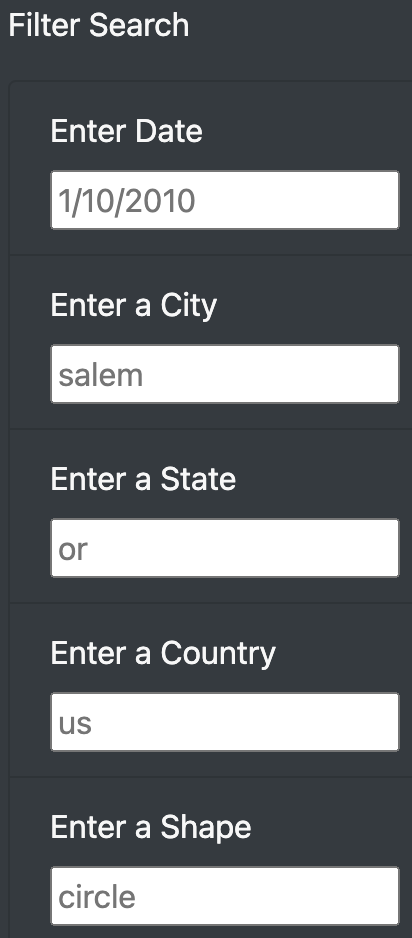 Filter Search
Enter Date
1/10/2010
Enter a City
salem
Enter a State
or
Enter a Country
us
Enter a Shape
circle